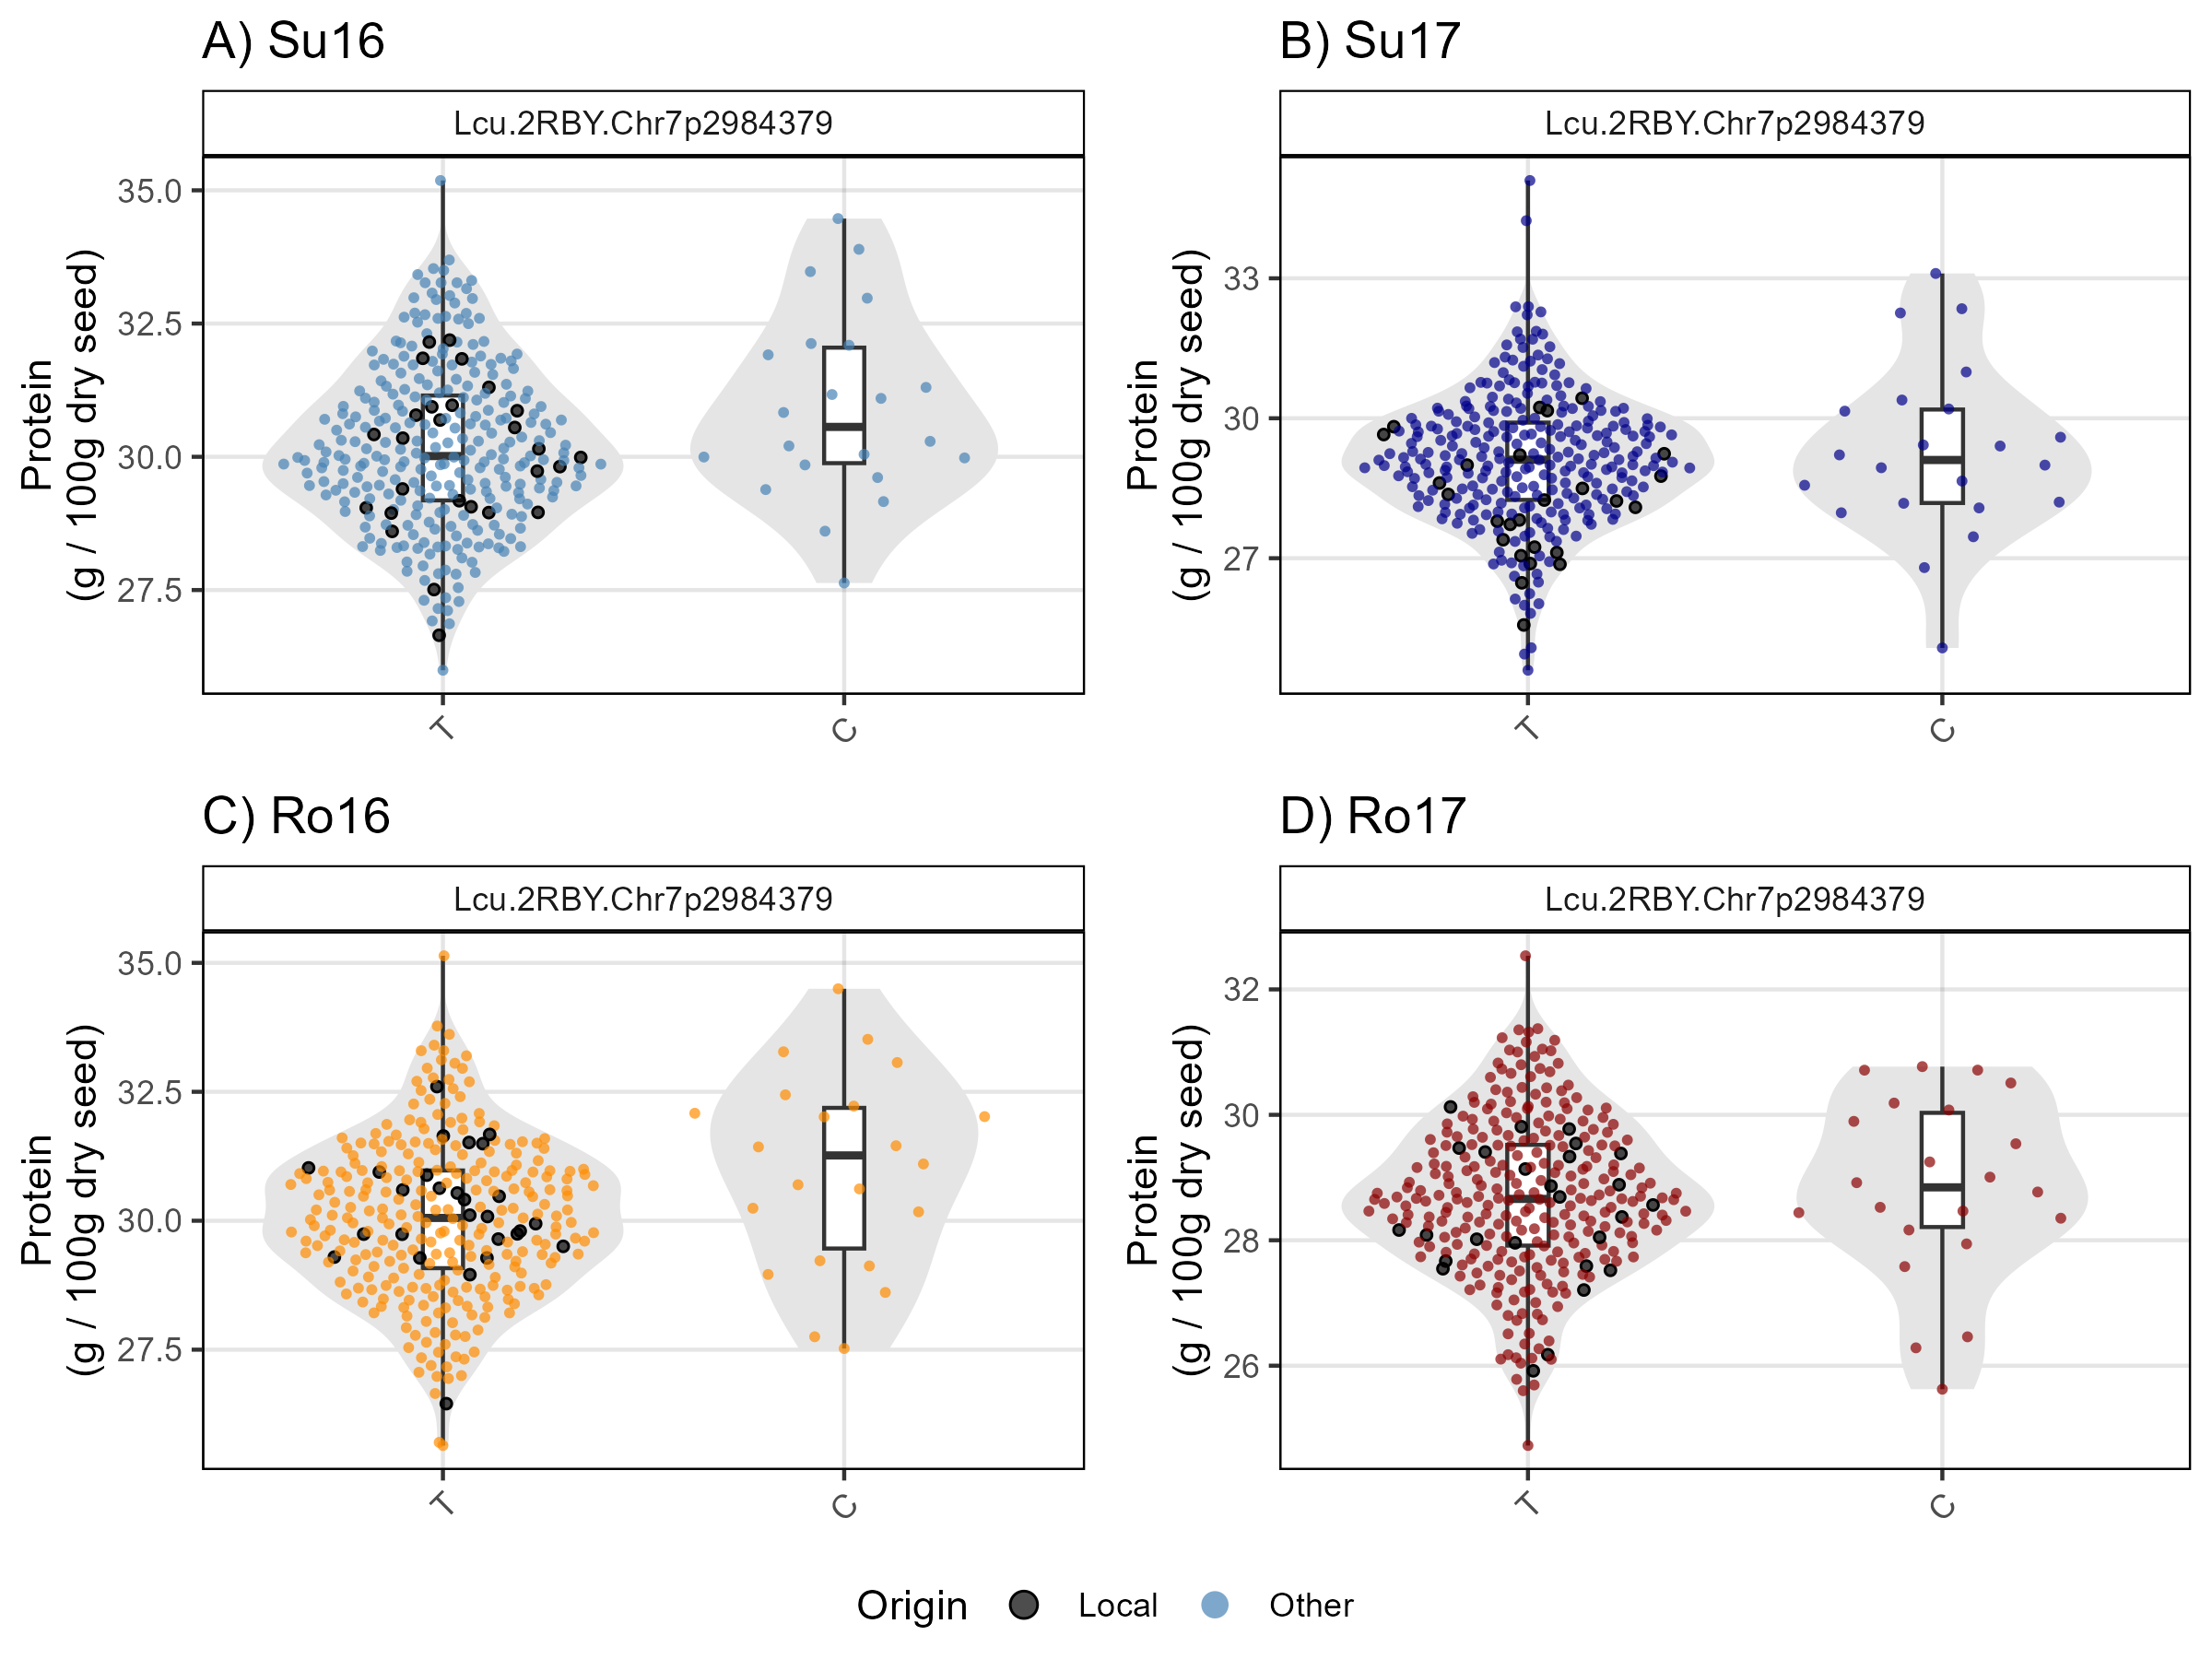 A) Su16
Lcu.2RBY.Chr7p2984379
Protein
(g / 100g dry seed)
35.0
32.5
30.0
27.5
T
C
B) Su17
Lcu.2RBY.Chr7p2984379
Protein
(g / 100g dry seed)
33
30
27
T
C
C) Ro16
Lcu.2RBY.Chr7p2984379
Protein
(g / 100g dry seed)
35.0
32.5
30.0
27.5
T
C
D) Ro17
Lcu.2RBY.Chr7p2984379
Protein
(g / 100g dry seed)
32
30
28
26
T
C
Origin Local Other